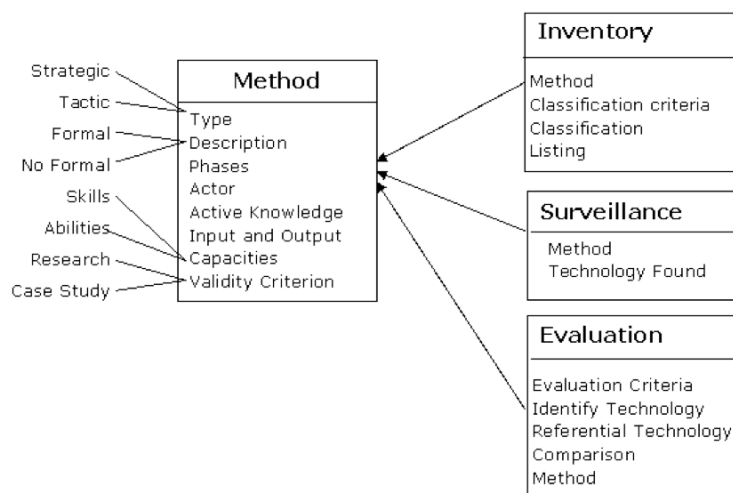 Strategic
Tactic
Formal
No Formal
Skills
Abilities
Research
Case Study
Method
Type
Description
Phases
Actor
Active Knowledge
Input and Output
Capacities
Validity Criterion
Inventory
Method
Classification criteria
Classification
Listing
Surveillance
Method
Technology Found
Evaluation
Evaluation Criteria
Identify Technology
Referential Technology
Comparison
Method